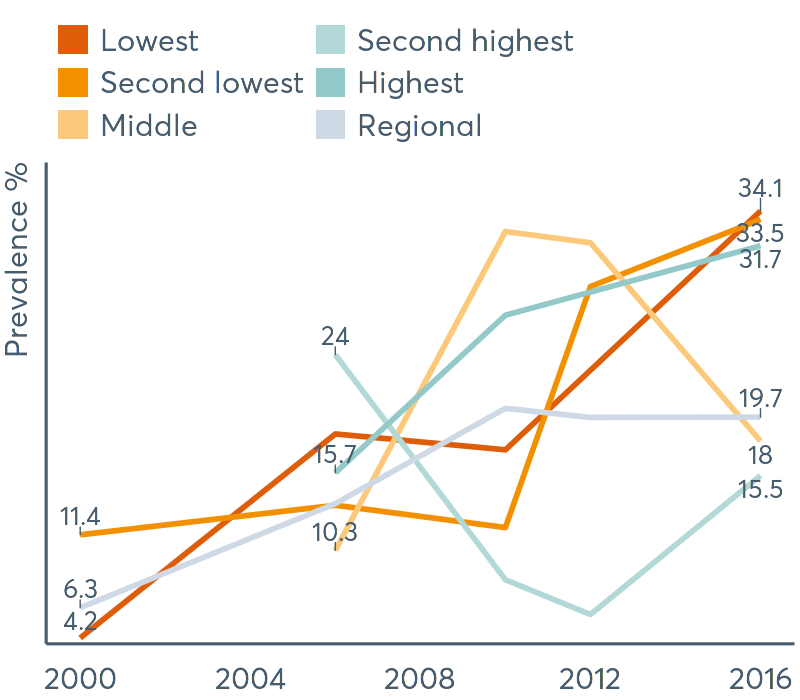 Lowest
Second lowest
Middle
Second highest
Highest
Regional
Prevalence %
34.1
33.5
31.7
24
19.7
15.7
18
15.5
11.4
10.3
6.3
4.2
2000 2004 2008 2012 2016